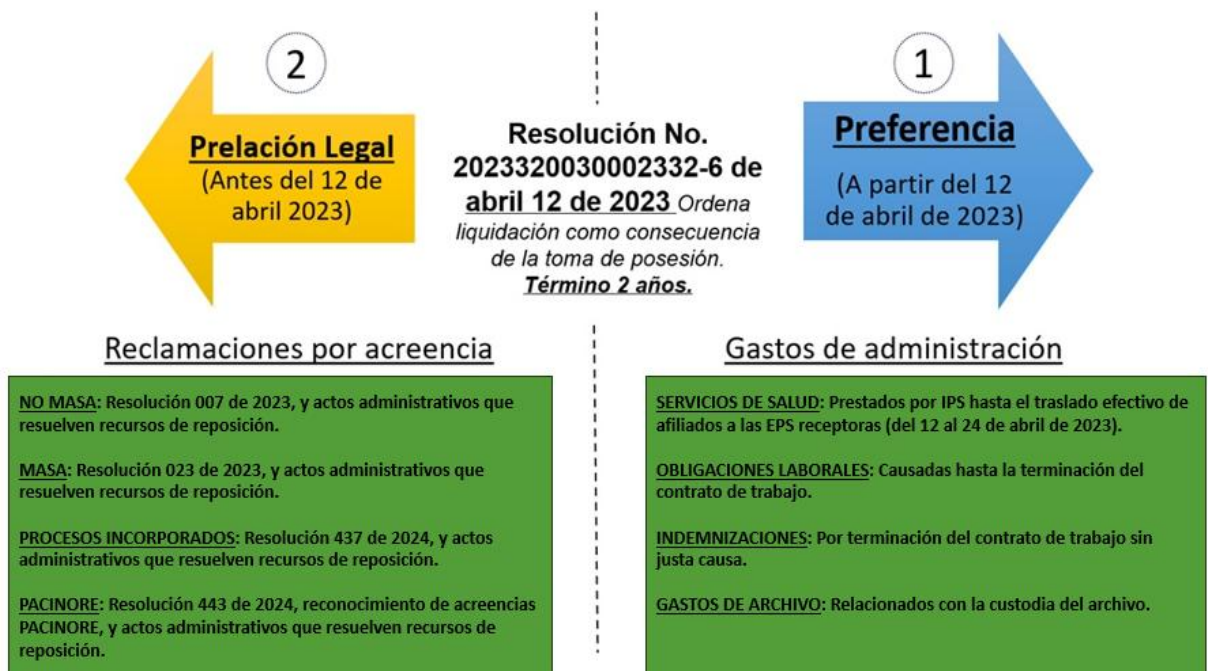 2
Prelación Legal
(Antes del 12 de
abril 2023)
Resolución No.
2023320030002332-6 de
abril 12 de 2023 Ordena
liquidación como consecuencia
de la toma de posesión.
Término 2 años.
1
Preferencia
(A partir del 12
de abril de 2023)
Reclamaciones por acreencia
NO MASA: Resolución 007 de 2023, y actos administrativos que
resuelven recursos de reposición.
MASA: Resolución 023 de 2023, y actos administrativos que
resuelven recursos de reposición.
PROCESOS INCORPORADOS: Resolución 437 de 2024, y actos
administrativos que resuelven recursos de reposición.
PACINORE: Resolución 443 de 2024, reconocimiento de acreencias
PACINORE, y actos administrativos que resuelven recursos de
reposición.
Gastos de administración
SERVICIOS DE SALUD: Prestados por IPS hasta el traslado efectivo de
afiliados a las EPS receptoras (del 12 al 24 de abril de 2023).
OBLIGACIONES LABORALES: Causadas hasta la terminación del
contrato de trabajo.
INDEMNIZACIONES: Por terminación del contrato de trabajo sin
justa causa.
GASTOS DE ARCHIVO: Relacionados con la custodia del archivo.